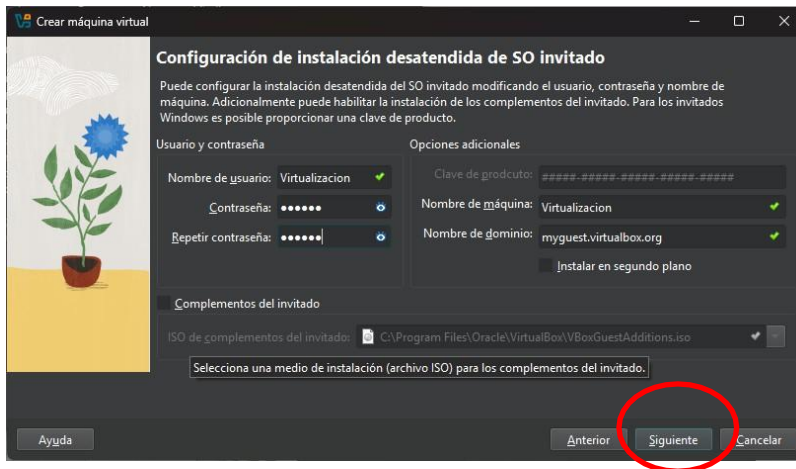 Crear máquina virtual
Configuración de instalación desatendida de SO invitado
Puede configurar la instalación desatendida del SO invitado modificando el usuario, contraseña y nombre de
máquina. Adicionalmente puede habilitar la instalación de los complementos del invitado. Para los invitados
Windows es posible proporcionar una clave de producto.
Usuario y contraseña
Nombre de usuario: Virtualizacion
Contraseña: ••••••
Repetir contraseña: ••••••
Opciones adicionales
Clave de prodcuto: #####-#####-#####-#####-#####
Nombre de máquina: Virtualizacion
Nombre de dominio: myguest.virtualbox.org
Instalar en segundo plano
Complementos del invitado
ISO de complementos del invitado: C:\Program Files\Oracle\VirtualBox\VBoxGuestAdditions.iso
Selecciona una medio de instalación (archivo ISO) para los complementos del invitado.
Ayuda
Anterior
Siguiente
Cancelar